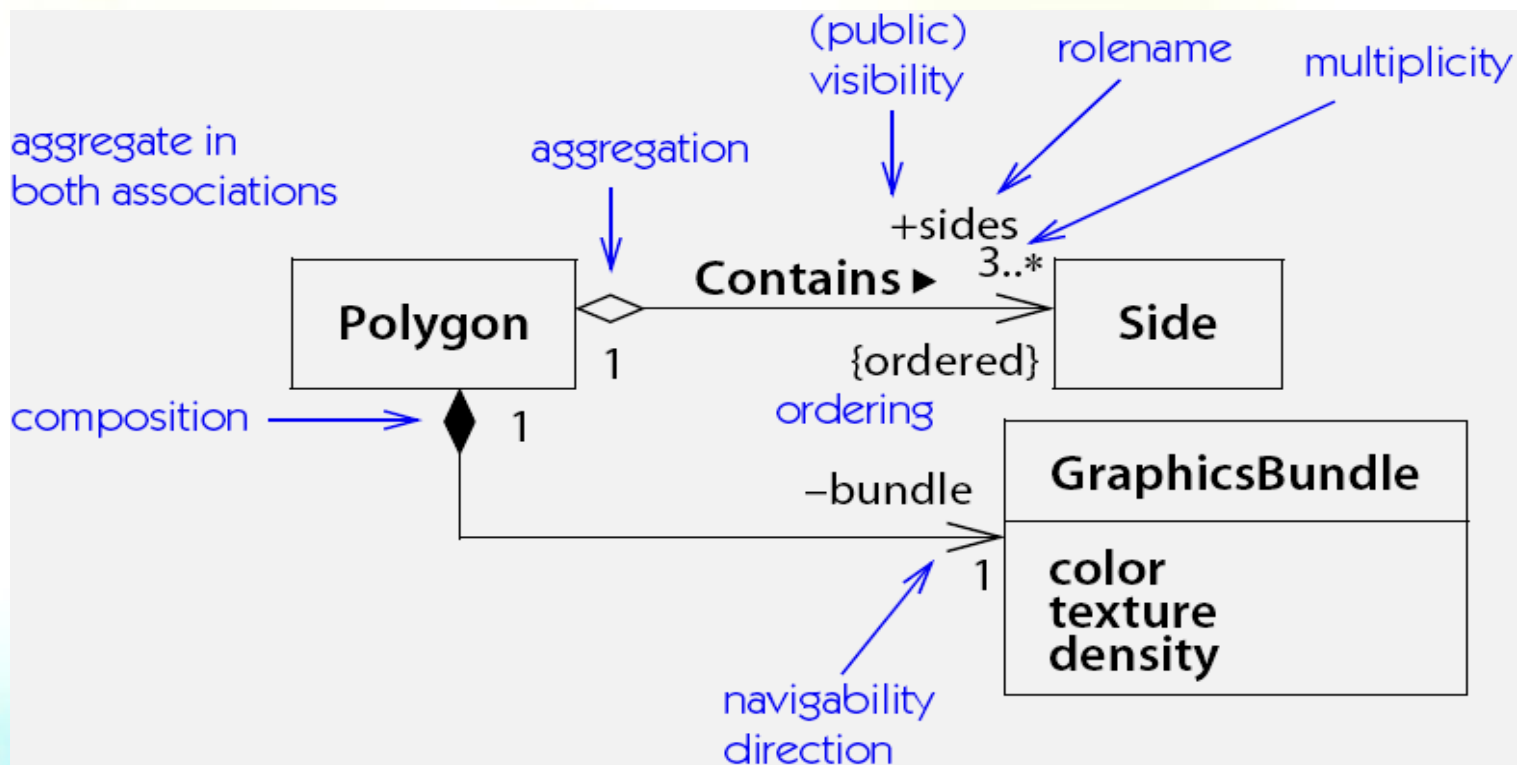 (public)
visibility
rolename
multiplicity
aggregate in
both associations
aggregation
+sides
3..*
Contains ▸
Polygon
Side
1
{ordered}
ordering
composition
1
–bundle
1
GraphicsBundle
color
texture
density
navigability
direction